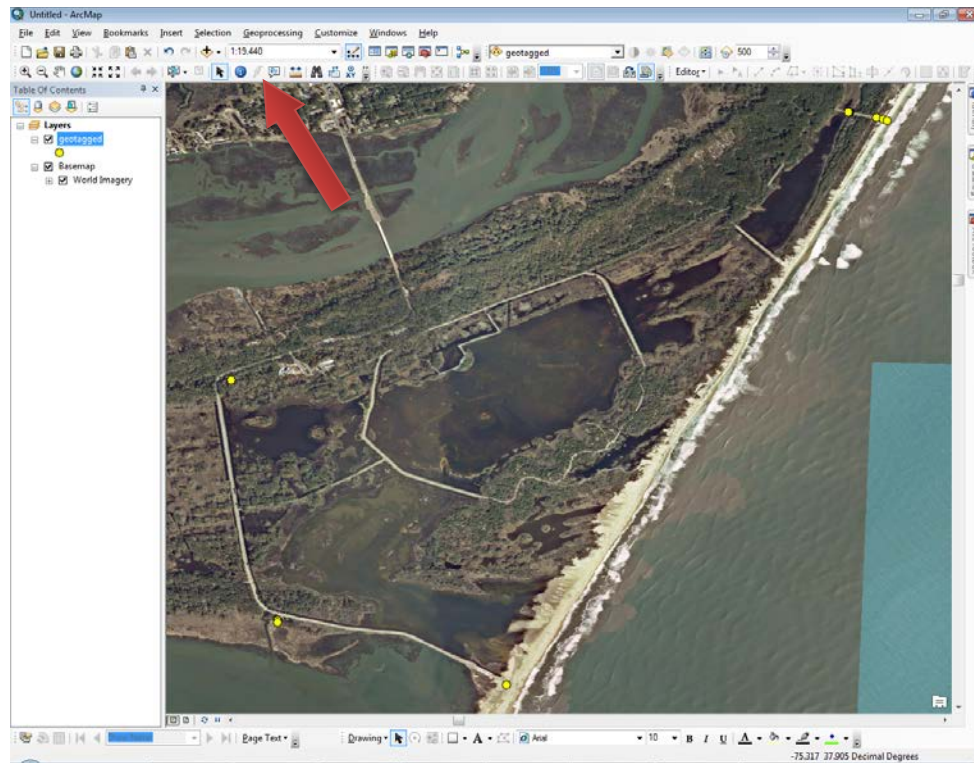 Untitled - ArcMap
File Edit View Bookmarks Insert Selection Geoprocessing Customize Windows Help
1:19,440 geotagged 500
Editor
Table Of Contents
Layers
geotagged
Basemap
World Imagery
Page Text Drawing A Arial 10 B I U A
-75.317 37.905 Decimal Degrees